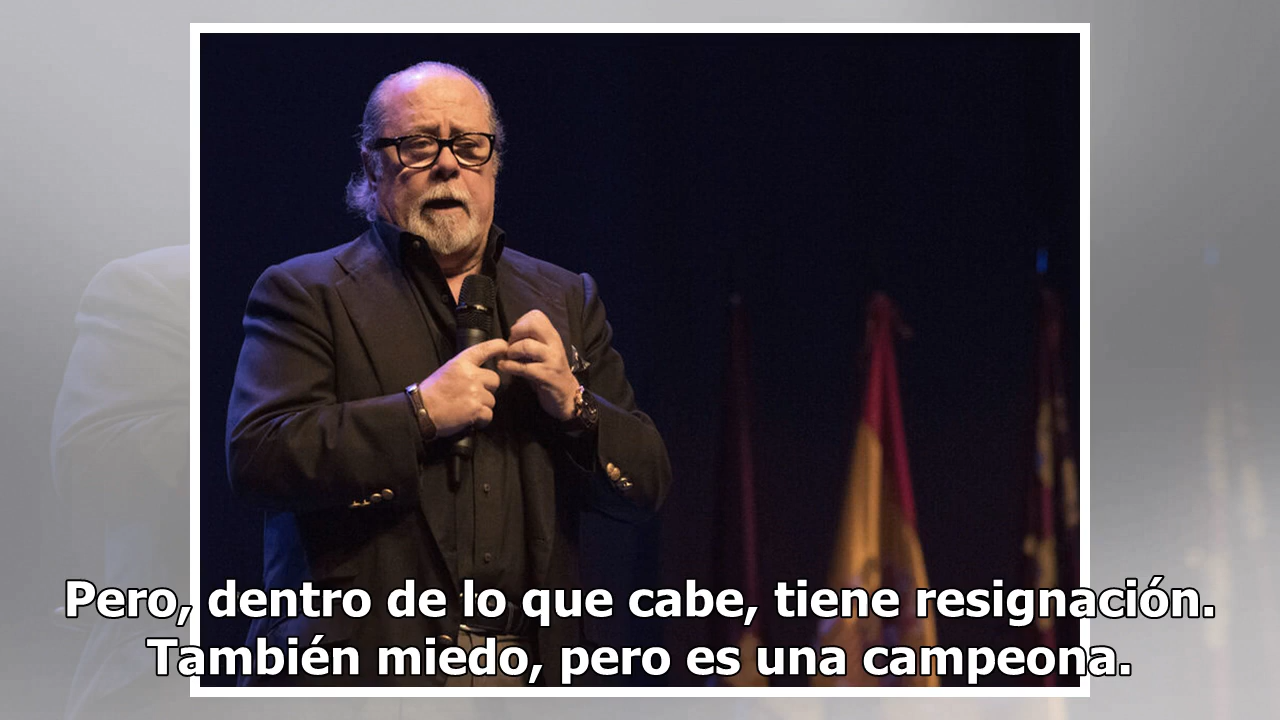 Pero, dentro de lo que cabe, tiene resignación.
También miedo, pero es una campeona.